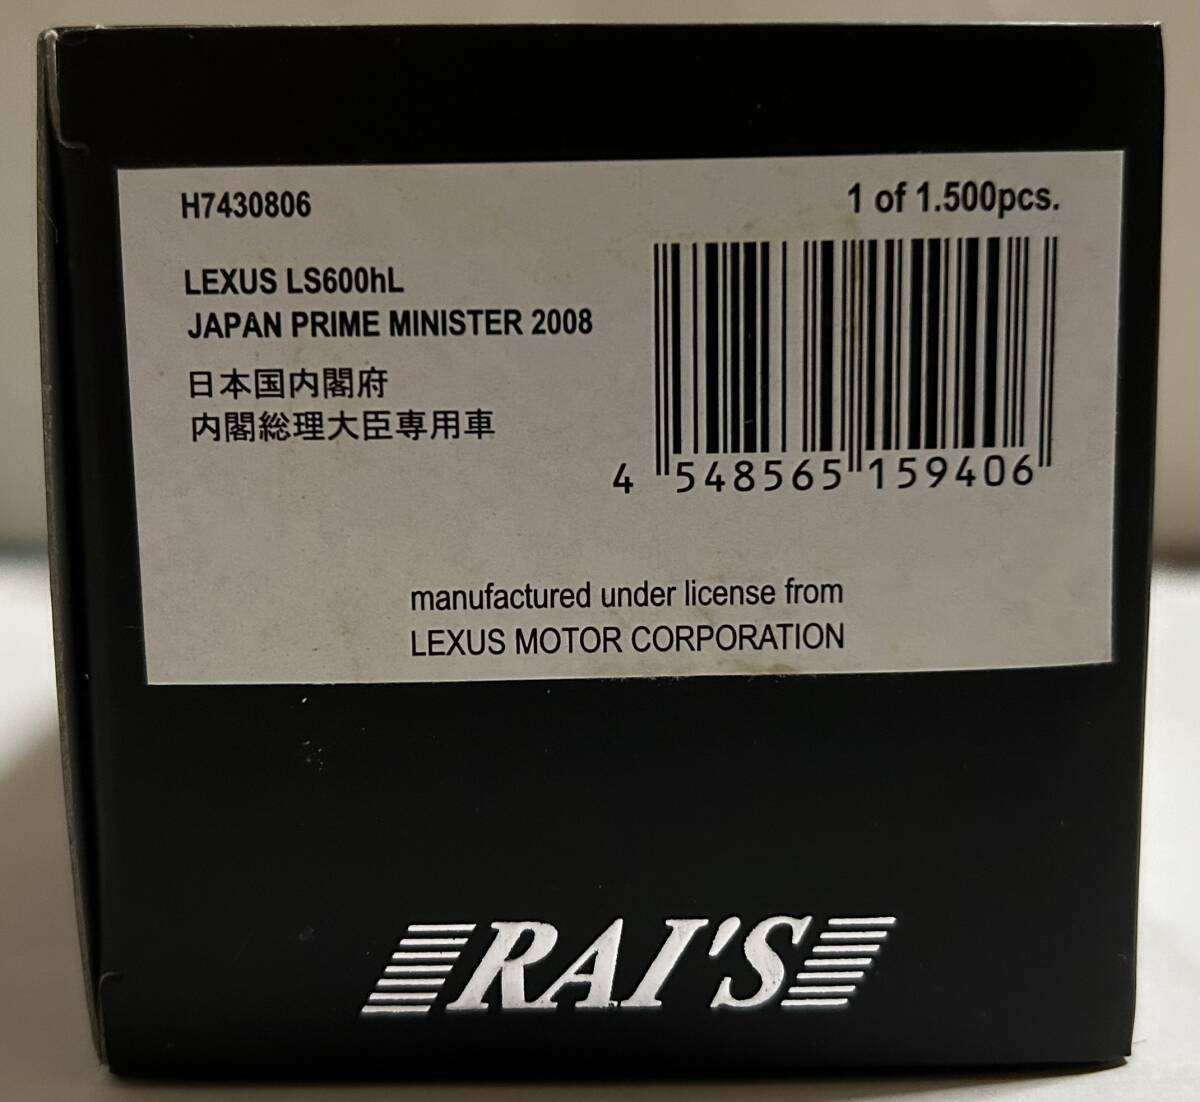 H7430806
1 of 1.500pcs.
LEXUS LS600hL
JAPAN PRIME MINISTER 2008
日本国内閣府
内閣総理大臣専用車
4 548565 159406
manufactured under license from
LEXUS MOTOR CORPORATION
RAI'S